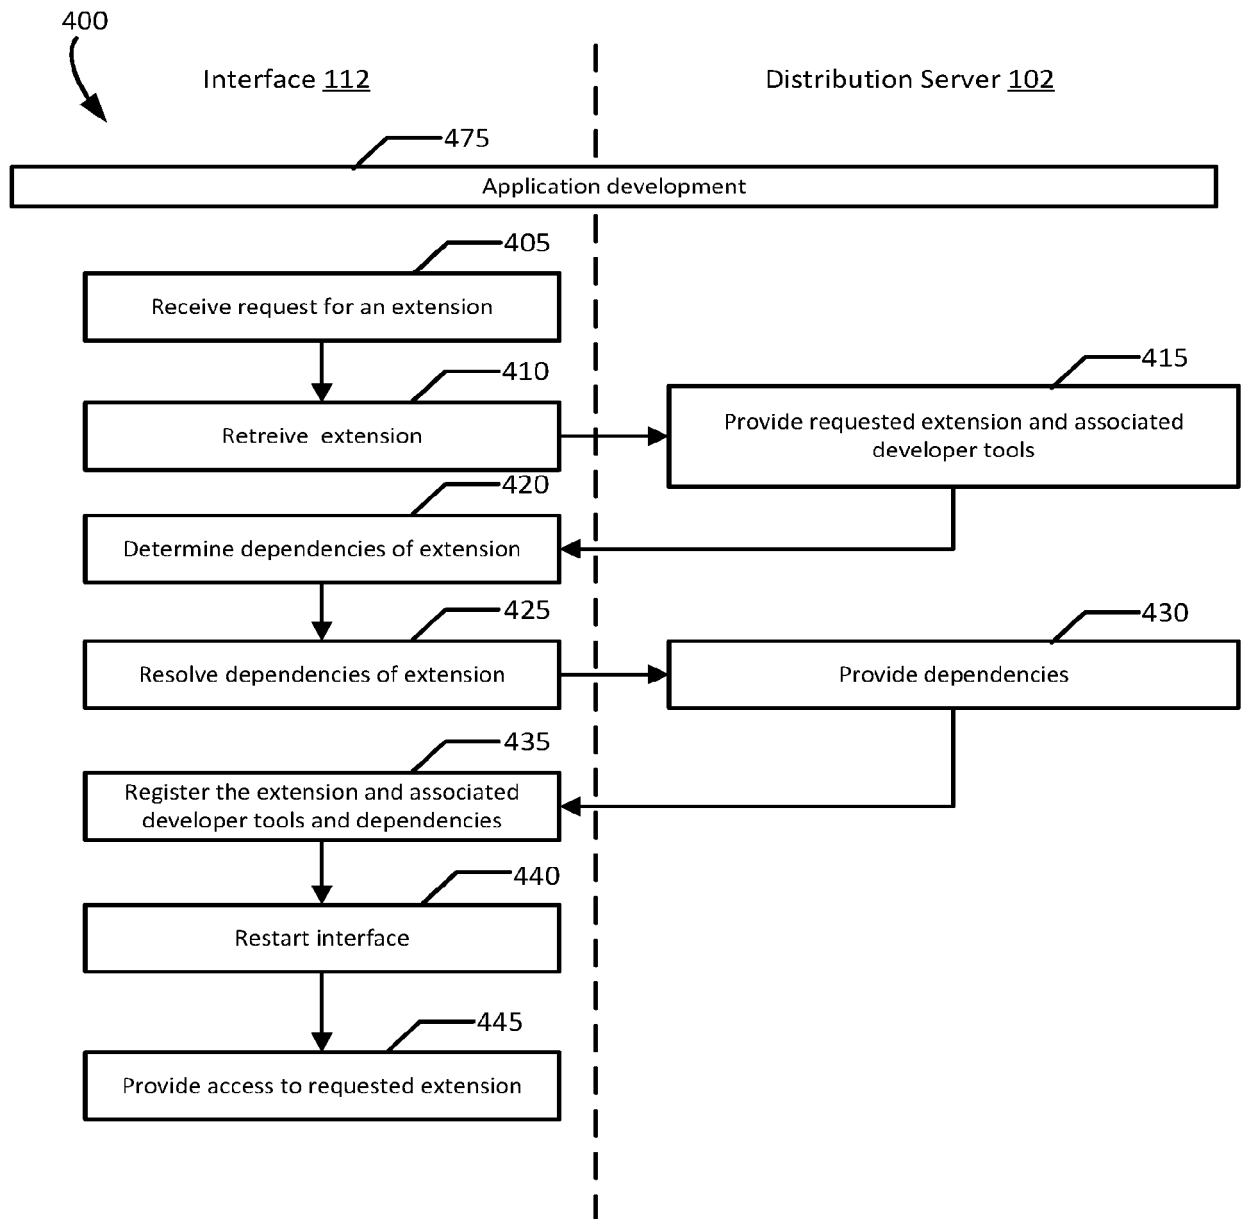 400
Interface 112
Distribution Server 102
475
Application development
405
Receive request for an extension
410
Retreive extension
415
Provide requested extension and associated
developer tools
420
Determine dependencies of extension
425
Resolve dependencies of extension
430
Provide dependencies
435
Register the extension and associated
developer tools and dependencies
440
Restart interface
445
Provide access to requested extension